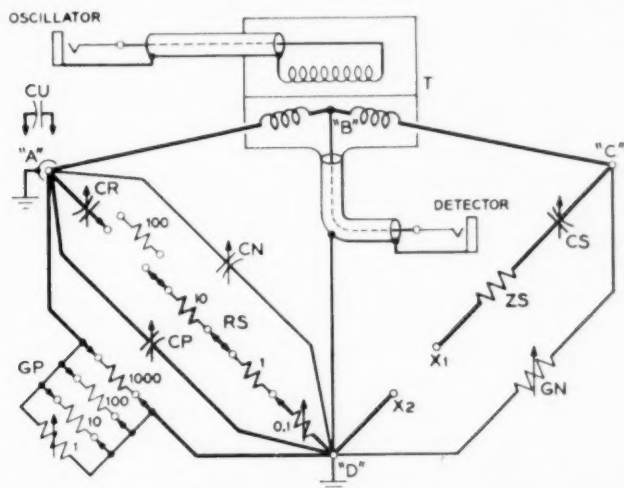 OSCILLATOR
T
CU
"B"
"A"
"C"
CR
100
CN
DETECTOR
CS
10
RS
ZS
CP
1
X1
GP
1000
GN
100
X2
10
0.1
1
"D"